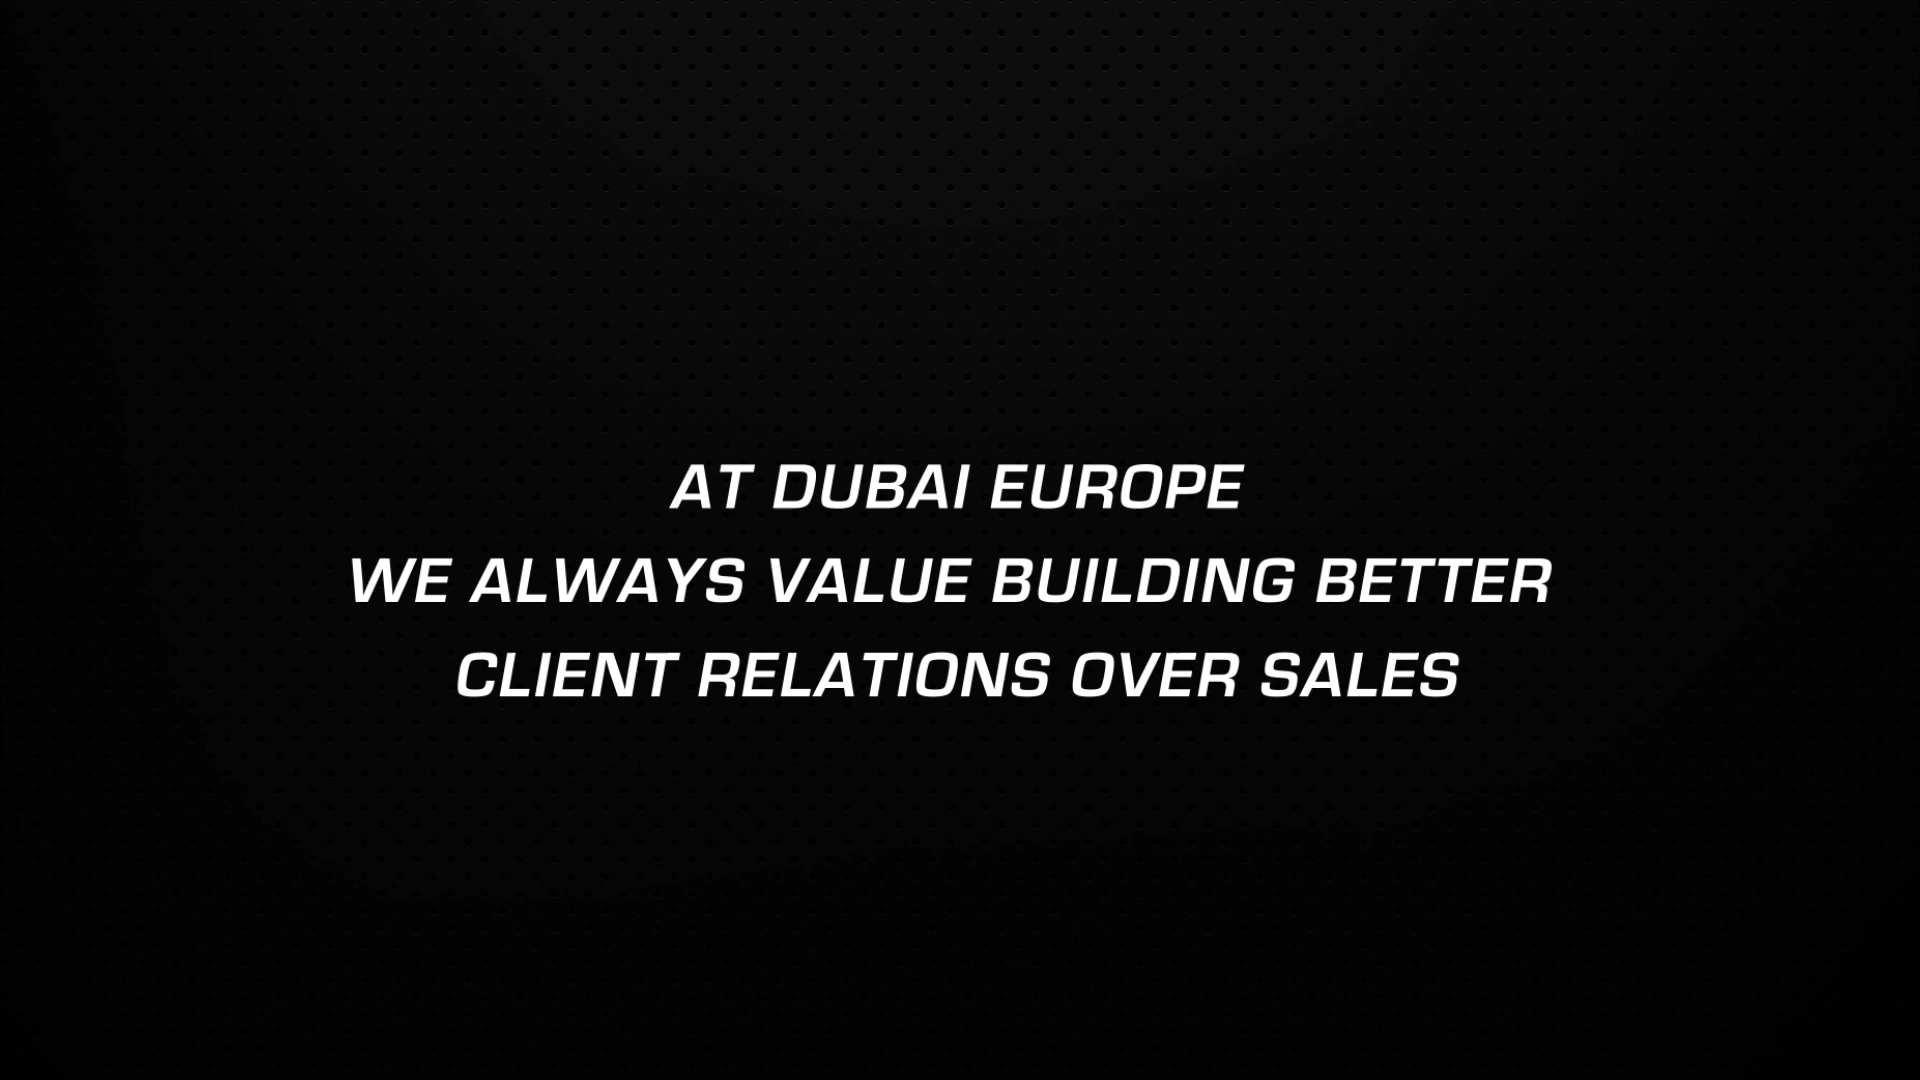 AT DUBAI EUROPE
WE ALWAYS VALUE BUILDING BETTER
CLIENT RELATIONS OVER SALES